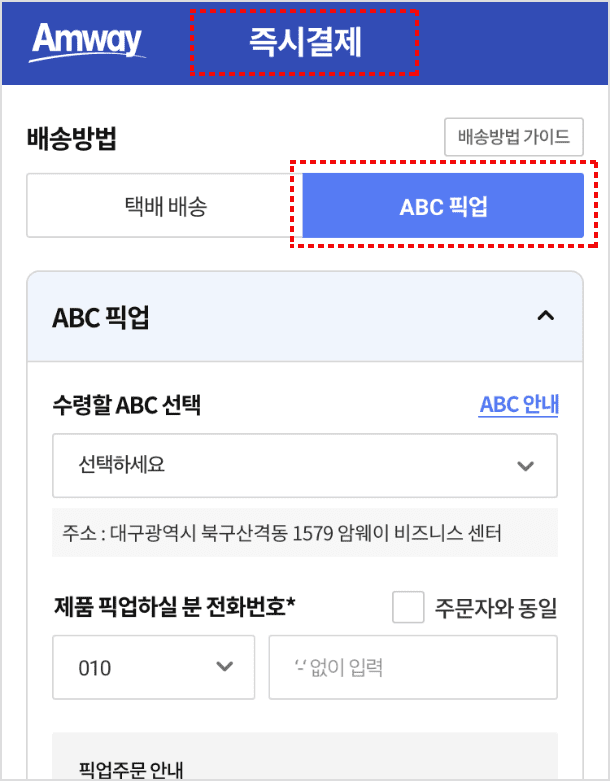 Amway
즉시결제
배송방법
배송방법 가이드
택배 배송
ABC 픽업
ABC 픽업
수령할 ABC 선택
ABC 안내
선택하세요
주소 : 대구광역시 북구산격동 1579 암웨이 비즈니스 센터
제품 픽업하실 분 전화번호*
주문자와 동일
010
‘-‘ 없이 입력
픽업주문 안내